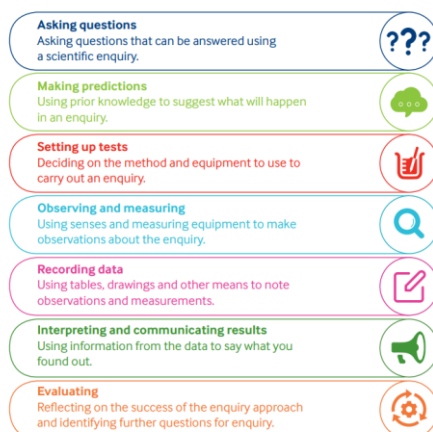 Asking questions
Asking questions that can be answered using
a scientific enquiry.
???
Making predictions
Using prior knowledge to suggest what will happen
in an enquiry.
Setting up tests
Deciding on the method and equipment to use to
carry out an enquiry.
Observing and measuring
Using senses and measuring equipment to make
observations about the enquiry.
Recording data
Using tables, drawings and other means to note
observations and measurements.
Interpreting and communicating results
Using information from the data to say what you
found out.
Evaluating
Reflecting on the success of the enquiry approach
and identifying further questions for enquiry.